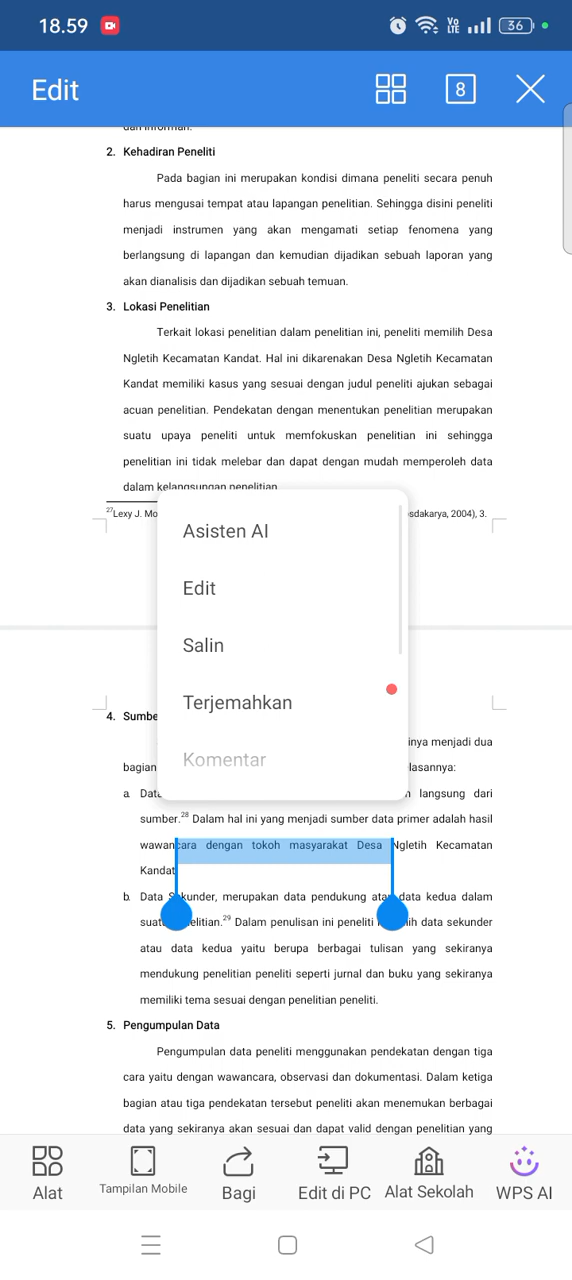 18.59
Vo
LTE
36
Edit
8
dan informan.
2. Kehadiran Peneliti
Pada bagian ini merupakan kondisi dimana peneliti secara penuh
harus mengusai tempat atau lapangan penelitian. Sehingga disini peneliti
menjadi instrumen yang akan mengamati setiap fenomena yang
berlangsung di lapangan dan kemudian dijadikan sebuah laporan yang
akan dianalisis dan dijadikan sebuah temuan.
3. Lokasi Penelitian
Terkait lokasi penelitian dalam penelitian ini, peneliti memilih Desa
Ngletih Kecamatan Kandat. Hal ini dikarenakan Desa Ngletih Kecamatan
Kandat memiliki kasus yang sesuai dengan judul peneliti ajukan sebagai
acuan penelitian. Pendekatan dengan menentukan penelitian merupakan
suatu upaya peneliti untuk memfokuskan penelitian ini sehingga
penelitian ini tidak melebar dan dapat dengan mudah memperoleh data
dalam kelangsungan penelitian
27 Lexy J. Mo sdakarya, 2004), 3.
Asisten AI
Edit
Salin
Terjemahkan
Komentar
4. Sumbe
inya menjadi dua
bagian lasannya:
a. Data langsung dari
sumber.28 Dalam hal ini yang menjadi sumber data primer adalah hasil
wawancara dengan tokoh masyarakat Desa Ngletih Kecamatan
Kandat
b. Data Sekunder, merupakan data pendukung atau data kedua dalam
suatu penelitian.29 Dalam penulisan ini peneliti memilih data sekunder
atau data kedua yaitu berupa berbagai tulisan yang sekiranya
mendukung penelitian peneliti seperti jurnal dan buku yang sekiranya
memiliki tema sesuai dengan penelitian peneliti.
5. Pengumpulan Data
Pengumpulan data peneliti menggunakan pendekatan dengan tiga
cara yaitu dengan wawancara, observasi dan dokumentasi. Dalam ketiga
bagian atau tiga pendekatan tersebut peneliti akan menemukan berbagai
data yang sekiranya akan sesuai dan dapat valid dengan penelitian yang
Alat
Tampilan Mobile
Bagi
Edit di PC
Alat Sekolah
WPS AI